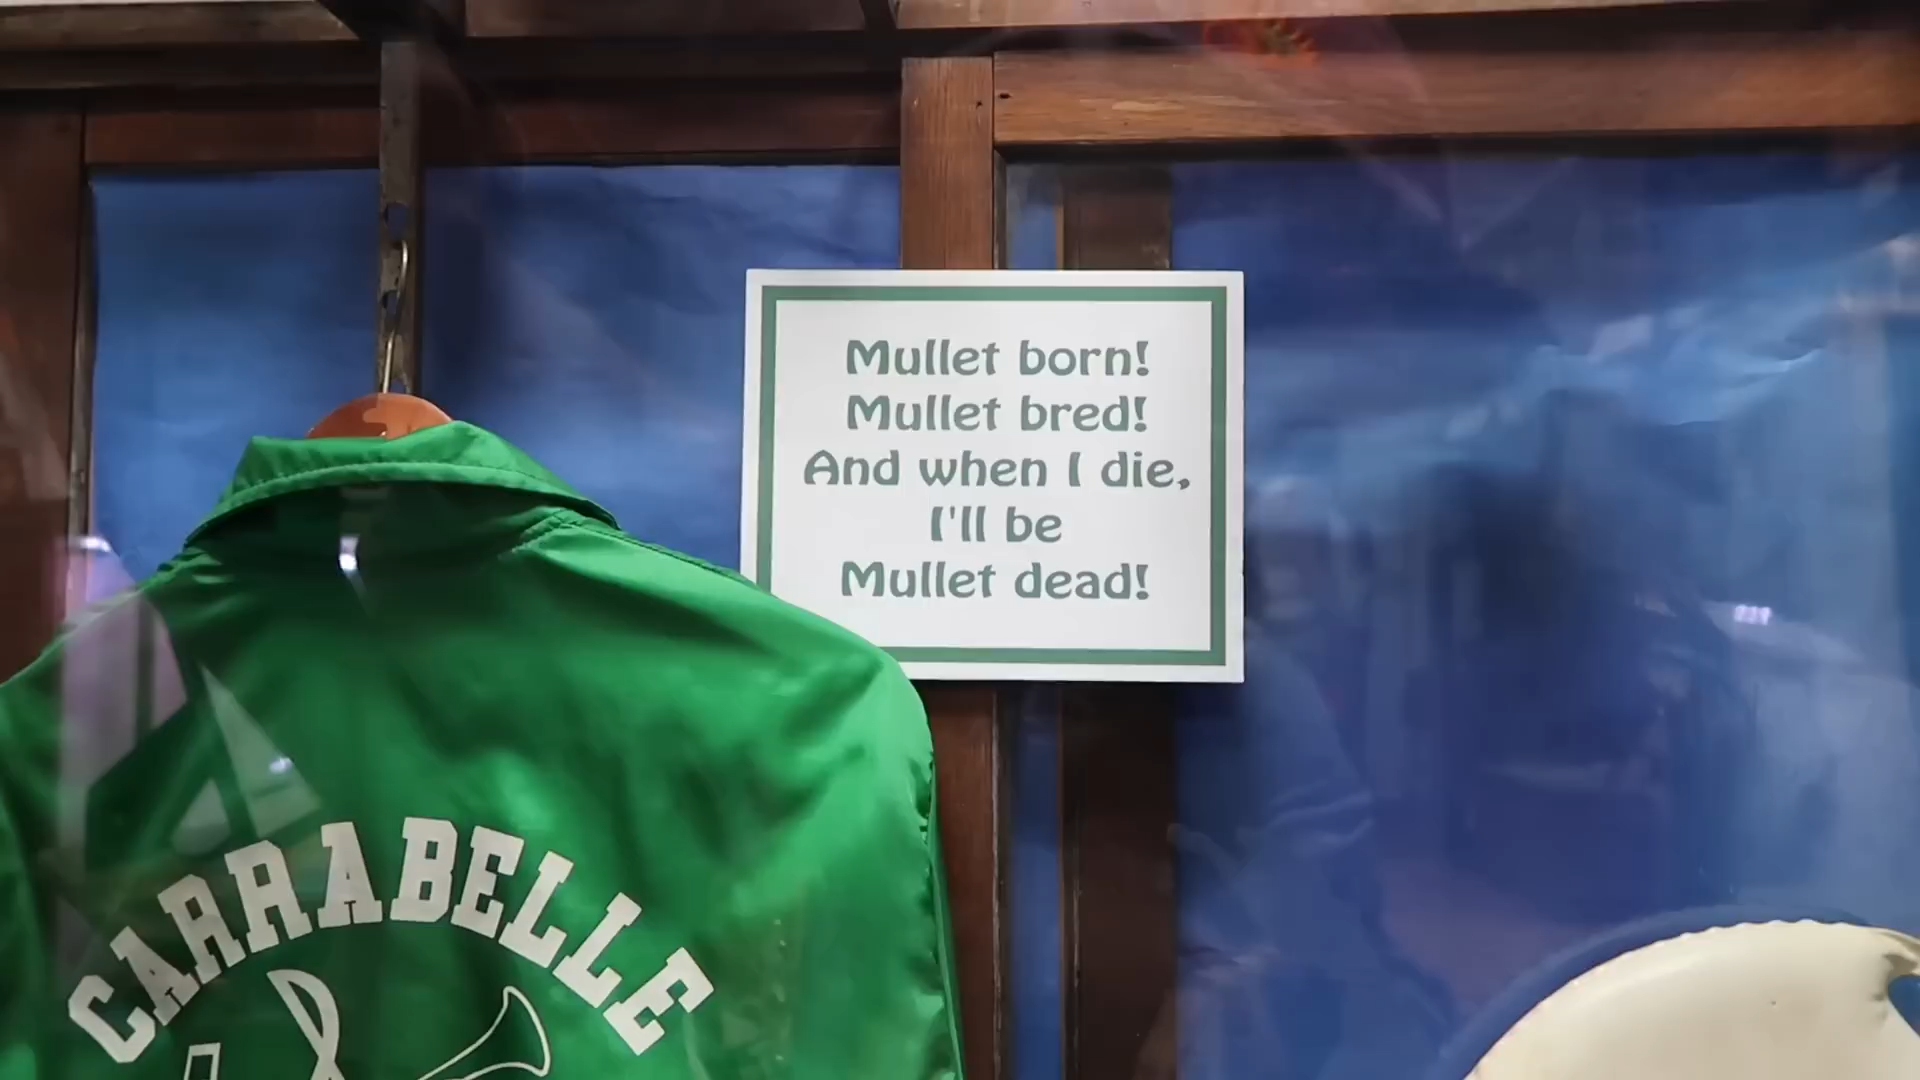 Mullet born!
Mullet bred!
And when I die,
I'll be
Mullet dead!
CARRABELLE